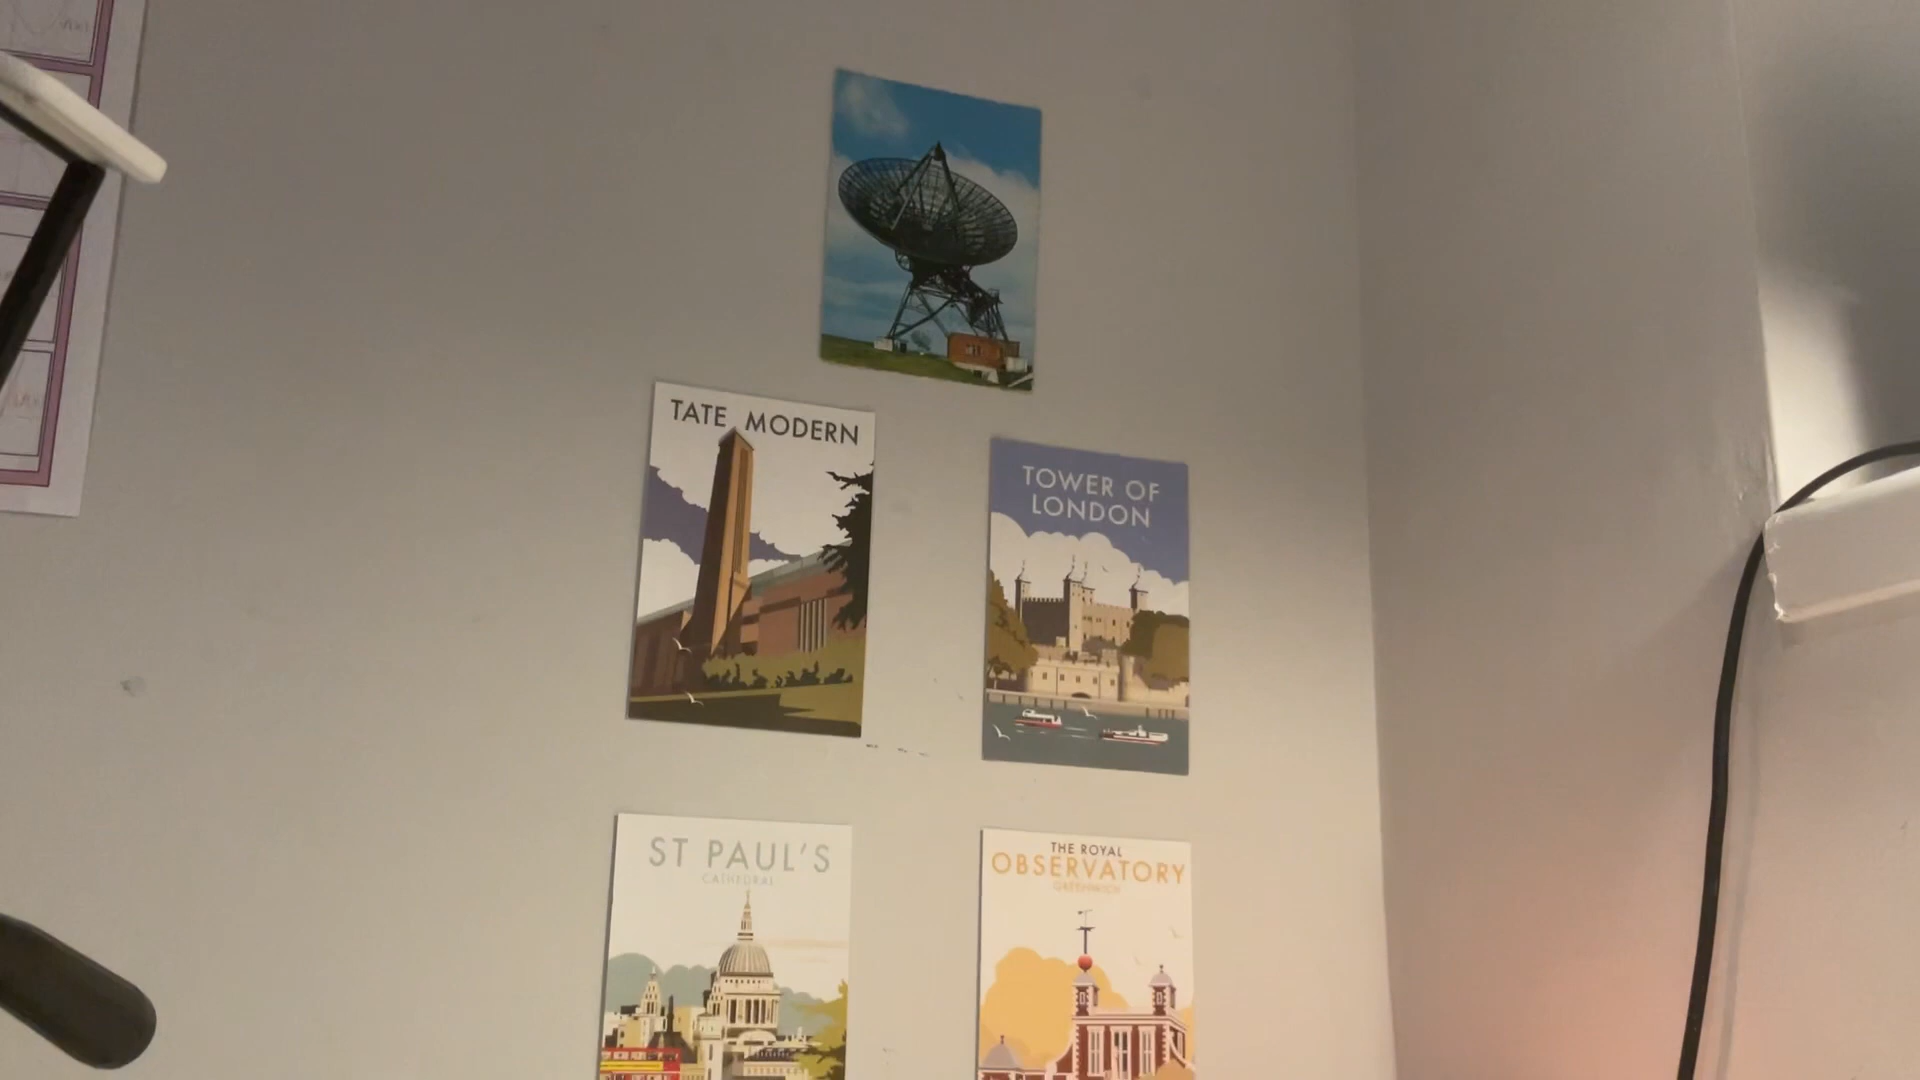 TATE MODERN
TOWER OF
LONDON
ST PAUL'S
CATHEDRAL
THE ROYAL
OBSERVATORY
GREENWICH